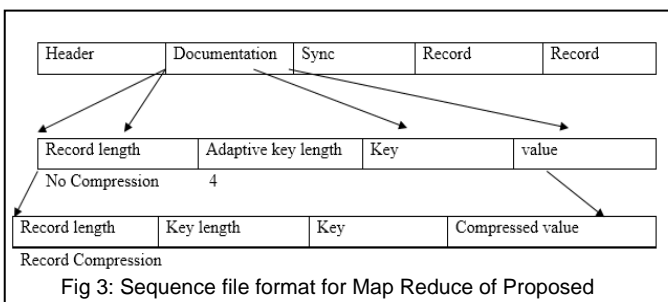 Header Documentation Sync Record Record
Record length Adaptive key length Key value
No Compression 4
Record length Key length Key Compressed value
Record Compression
Fig 3: Sequence file format for Map Reduce of Proposed